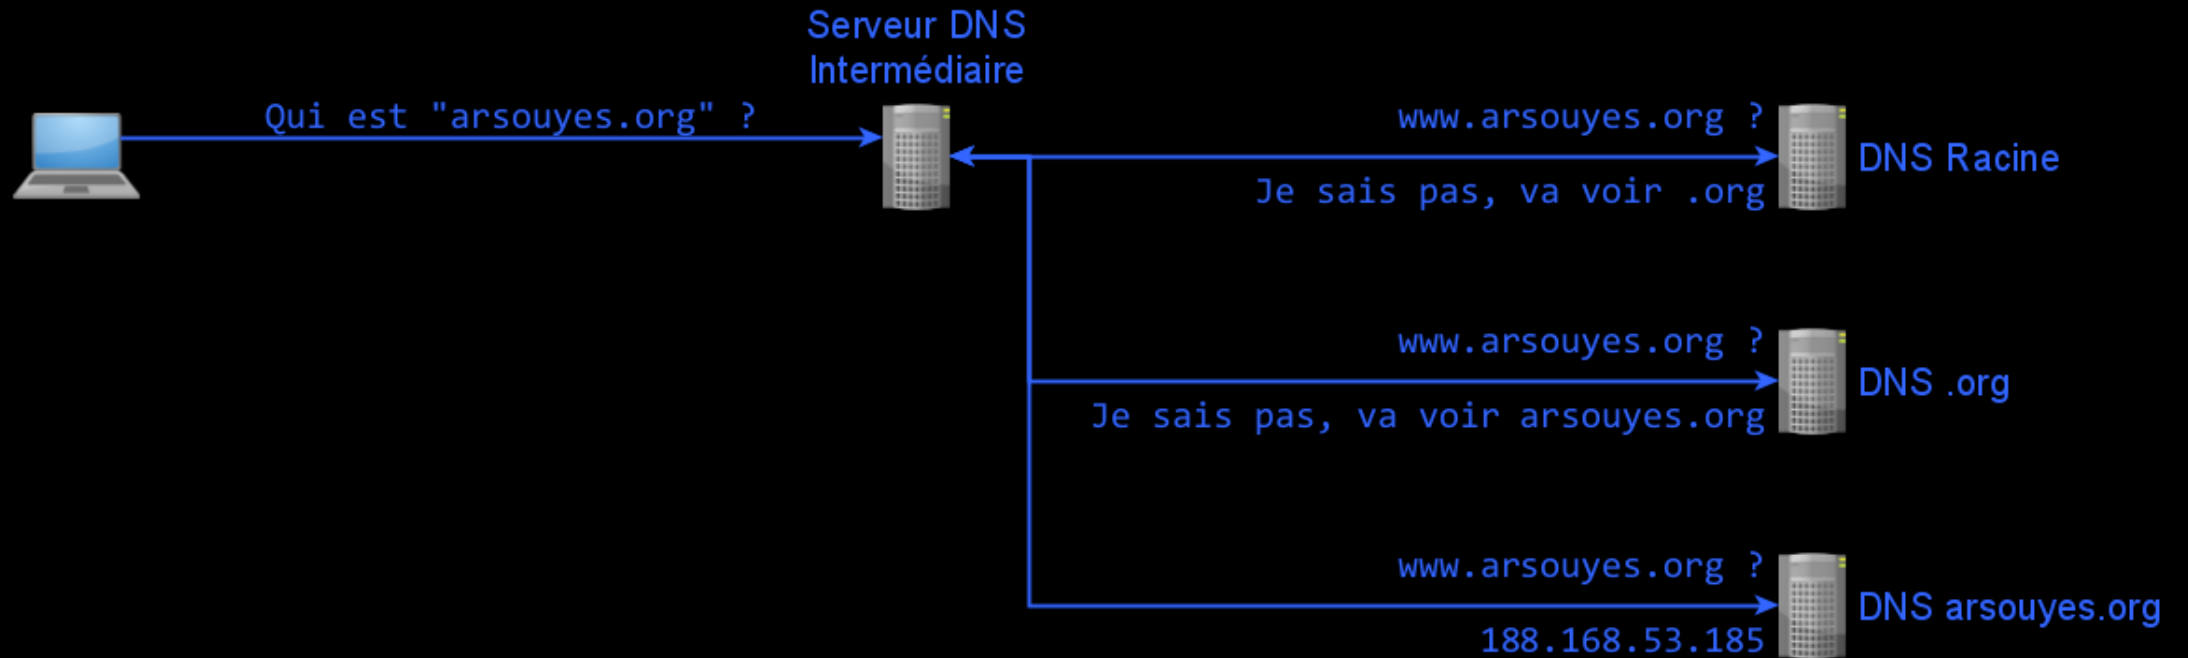 Serveur DNS
Intermédiaire
Qui est "arsouyes.org" ?
www.arsouyes.org ?
DNS Racine
Je sais pas, va voir .org
www.arsouyes.org ?
DNS .org
Je sais pas, va voir arsouyes.org
www.arsouyes.org ?
DNS arsouyes.org
188.168.53.185